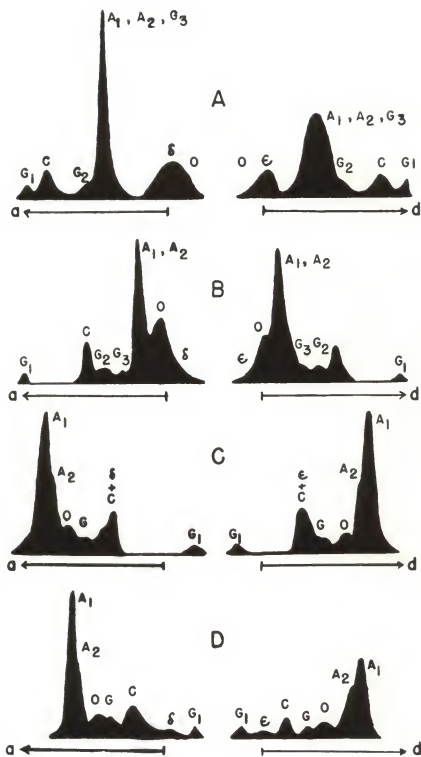 A₁, A₂, G₃
A
G₁ C G₂ δ O
O ε A₁, A₂, G₃ G₂ C G₁
a d
A₁, A₂
B
A₁, A₂
C G₂ G₃ O δ G₁
ε O G₃ G₂ G₁
a d
A₁
C
A₁
A₂ O G δ + C G₁
G₁ ε + C G O A₂
a d
A₁
D
A₂ O G C δ G₁
G₁ ε C G O A₂ A₁
a d